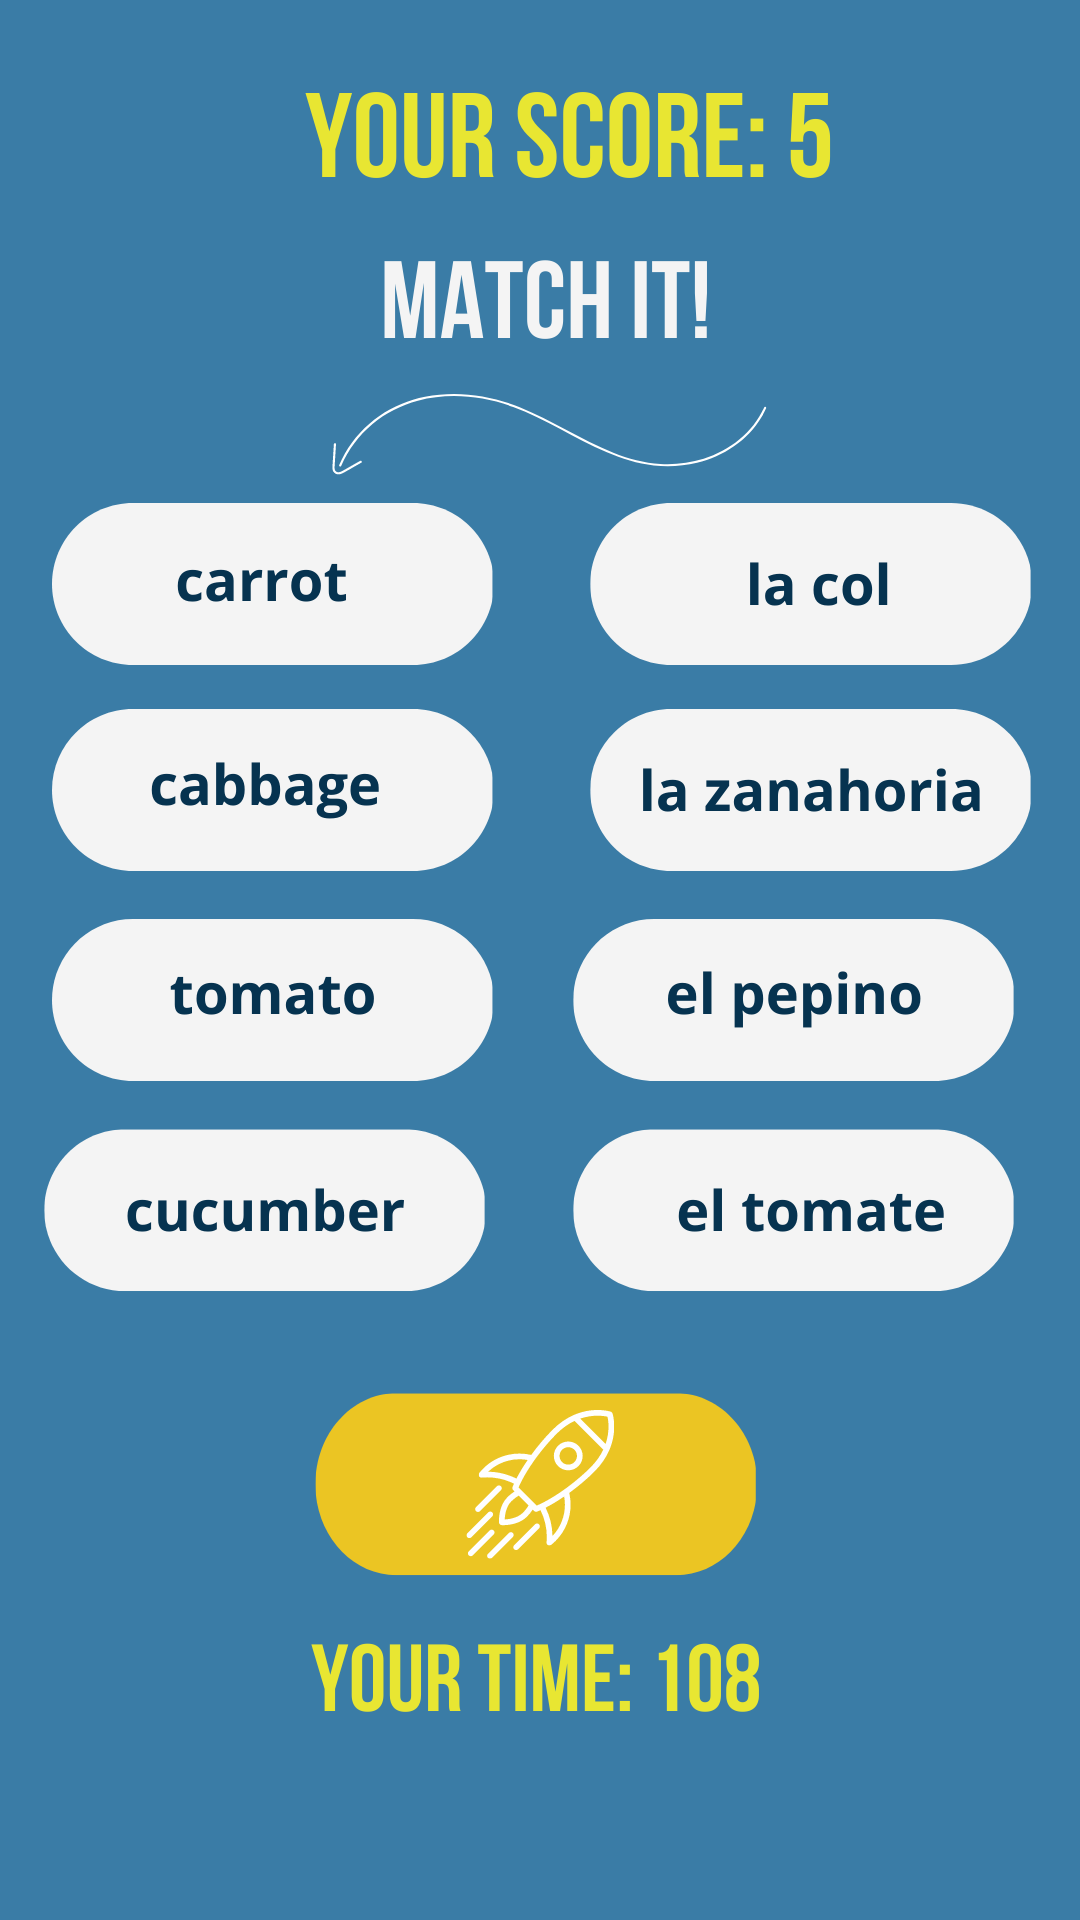 YOUR SCORE: 5
MATCH IT!
carrot
la col
cabbage
la zanahoria
tomato
el pepino
cucumber
el tomate
YOUR TIME: 108